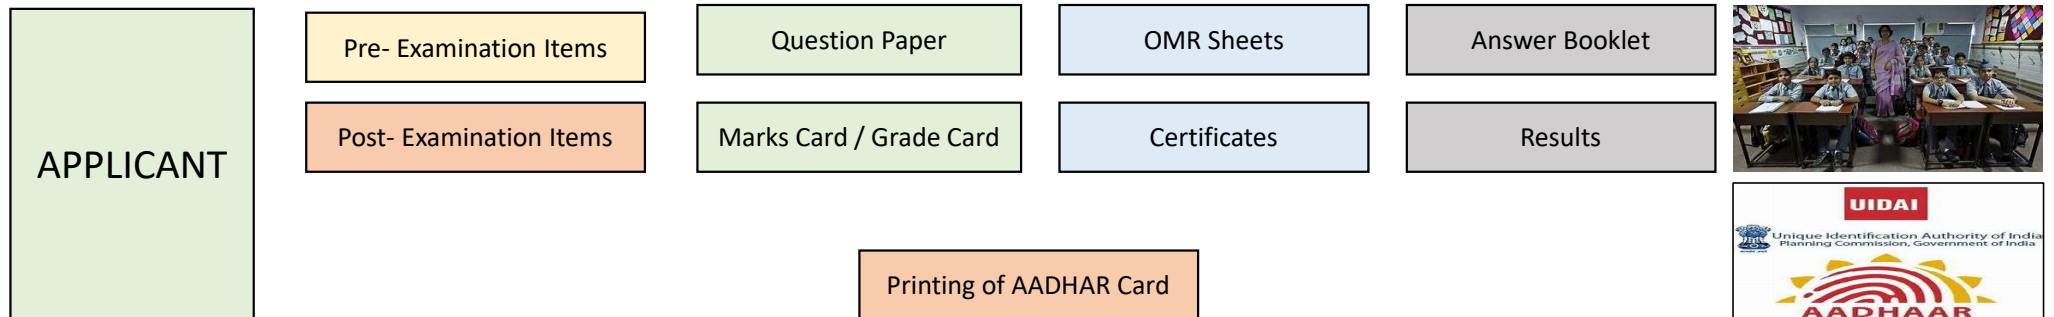 APPLICANT
Pre- Examination Items
Question Paper
OMR Sheets
Answer Booklet
Post- Examination Items
Marks Card / Grade Card
Certificates
Results
Printing of AADHAR Card
UIDAI
Unique Identification Authority of India
Planning Commission, Government of India
AADHAAR